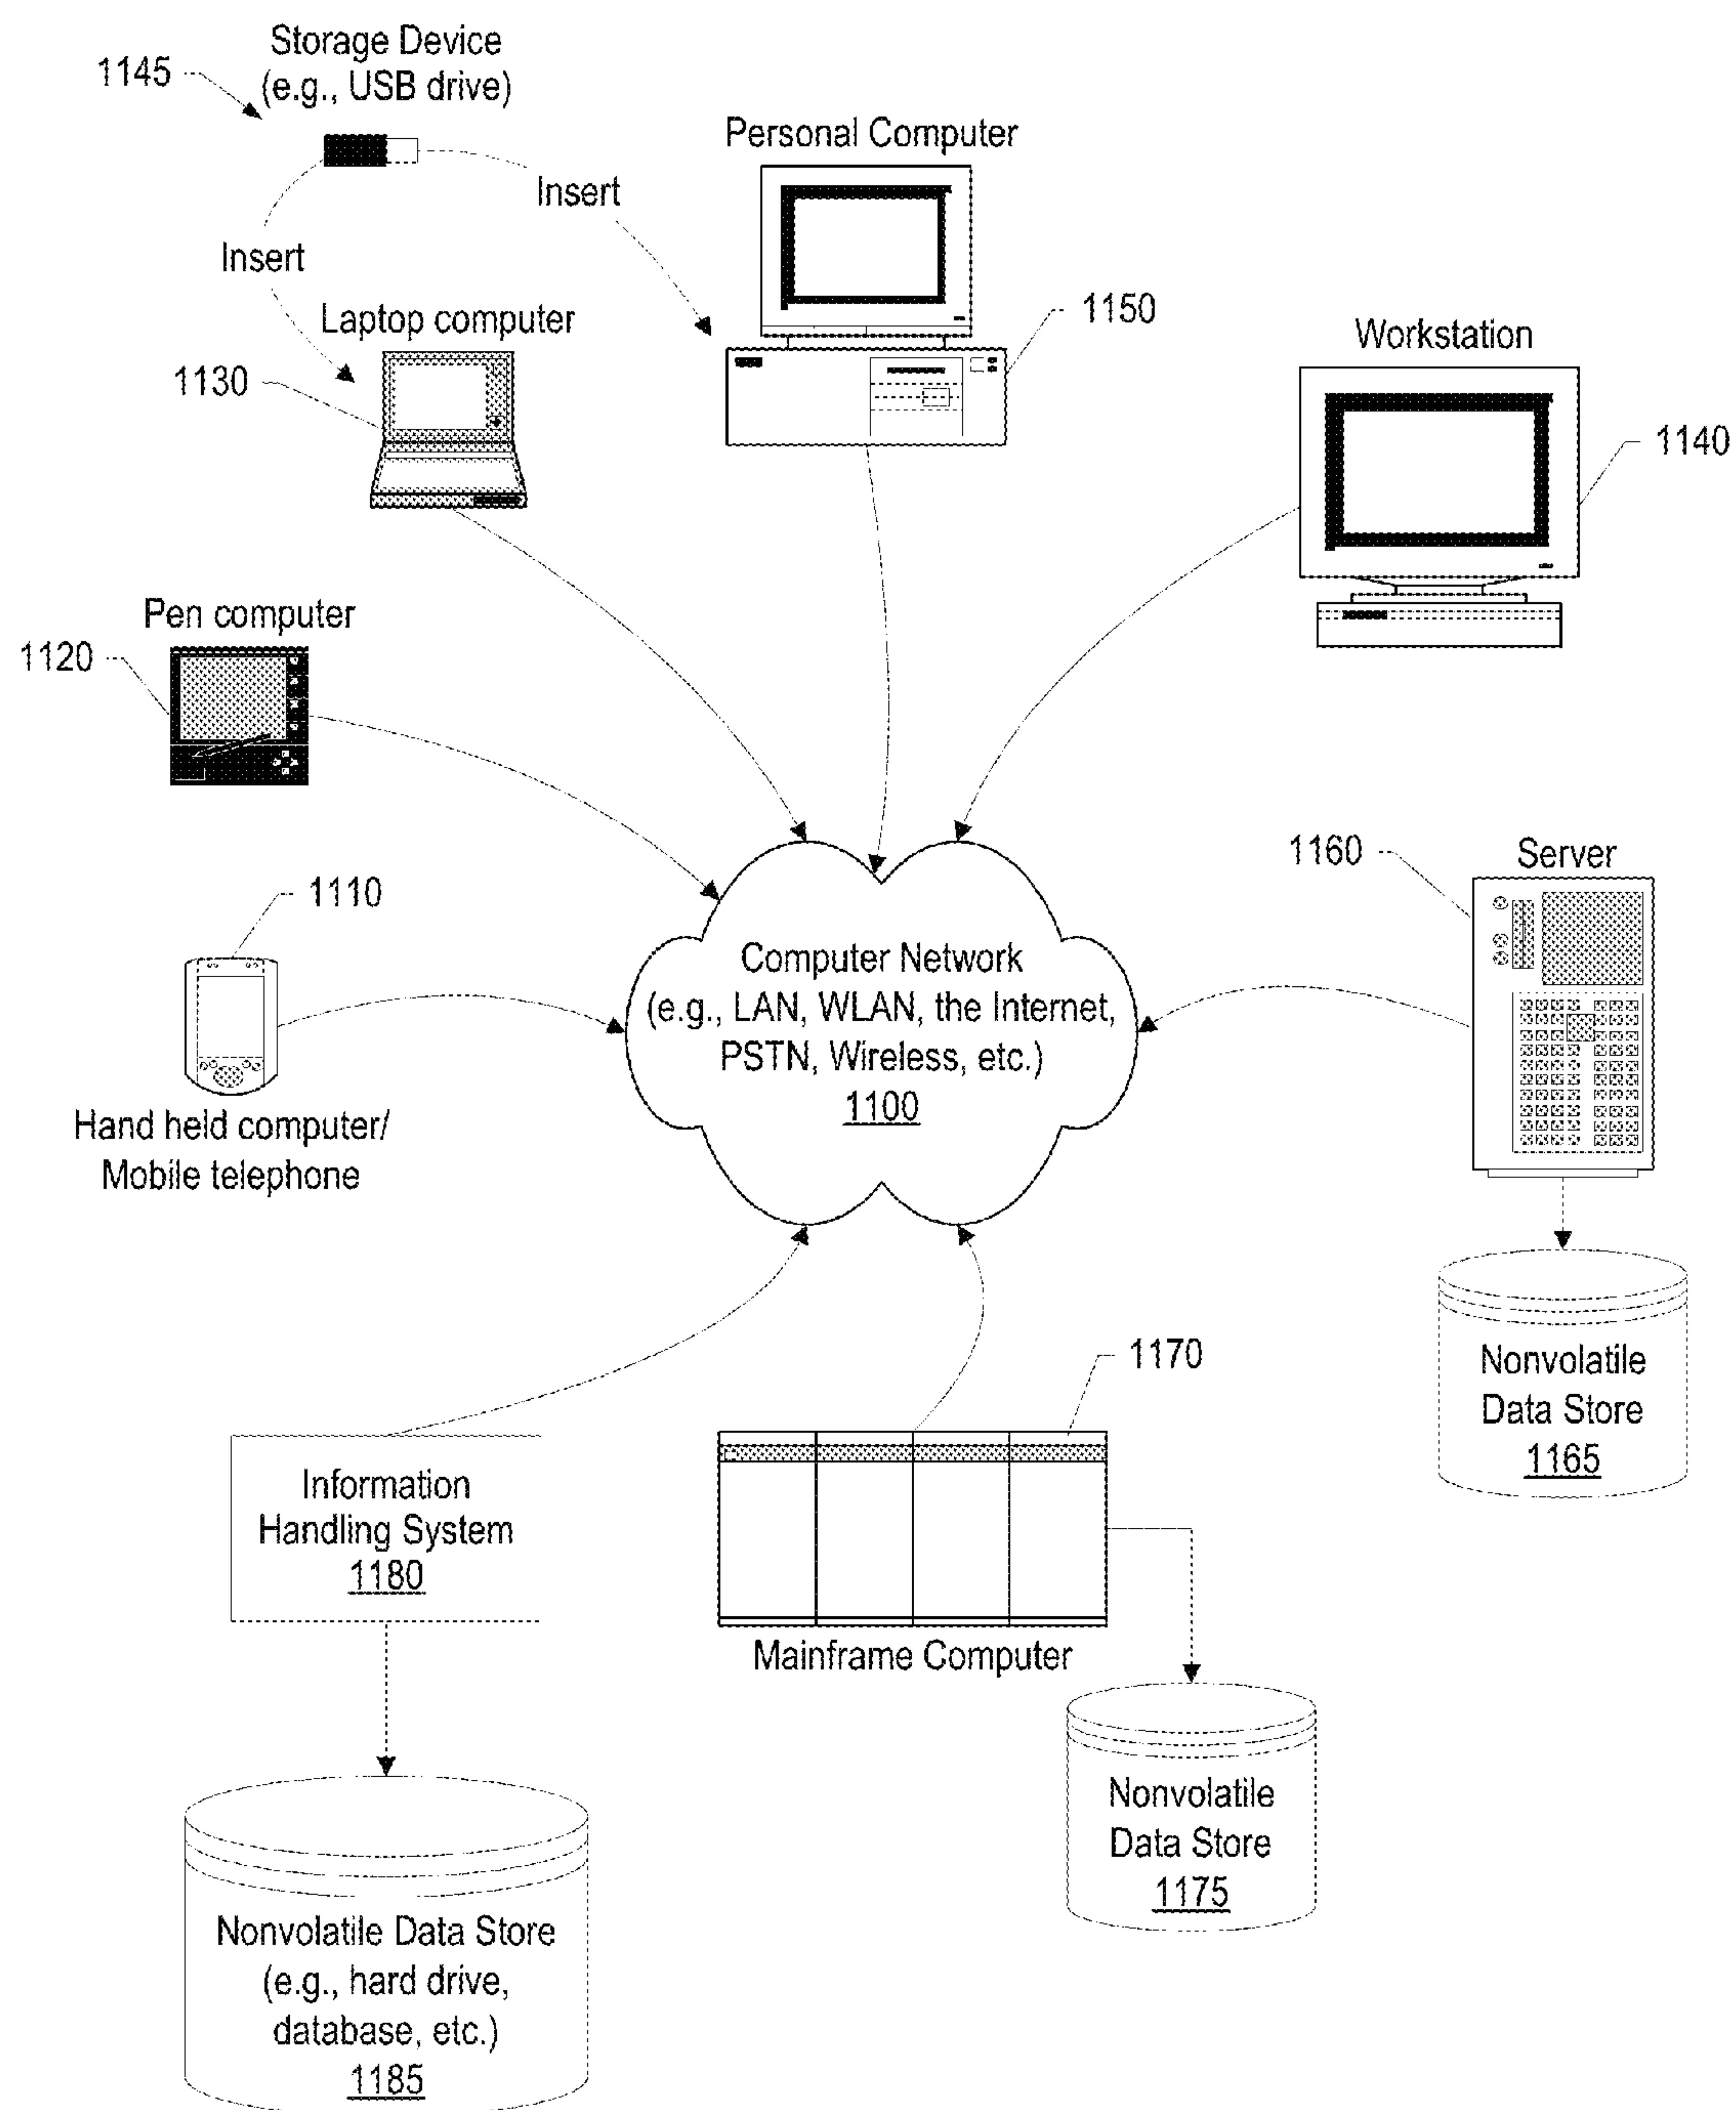 Storage Device
(e.g., USB drive)
1145
Insert
Insert
Personal Computer
1150
Laptop computer
1130
Workstation
1140
Pen computer
1120
1110
Hand held computer/
Mobile telephone
Computer Network
(e.g., LAN, WLAN, the Internet,
PSTN, Wireless, etc.)
1100
1160
Server
Nonvolatile
Data Store
1165
1170
Mainframe Computer
Nonvolatile
Data Store
1175
Information
Handling System
1180
Nonvolatile Data Store
(e.g., hard drive,
database, etc.)
1185